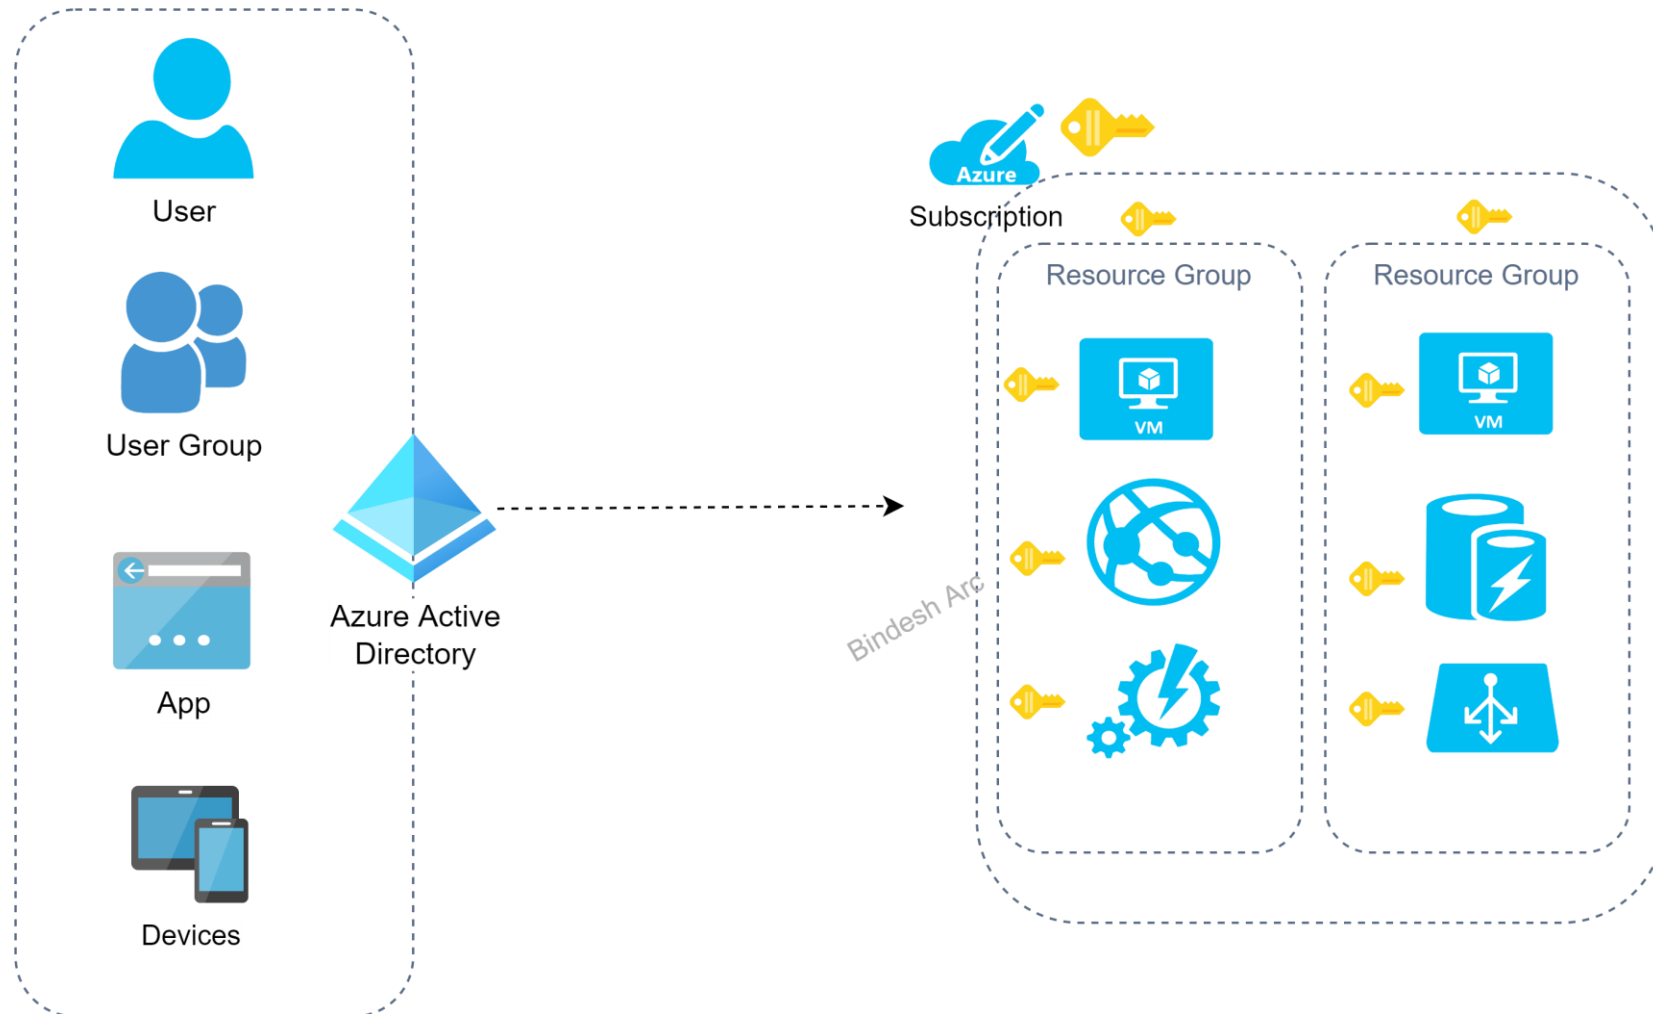 User
User Group
App
Devices
Azure Active
Directory
Azure
Subscription
Resource Group
VM
Resource Group
VM
Bindesh Arc